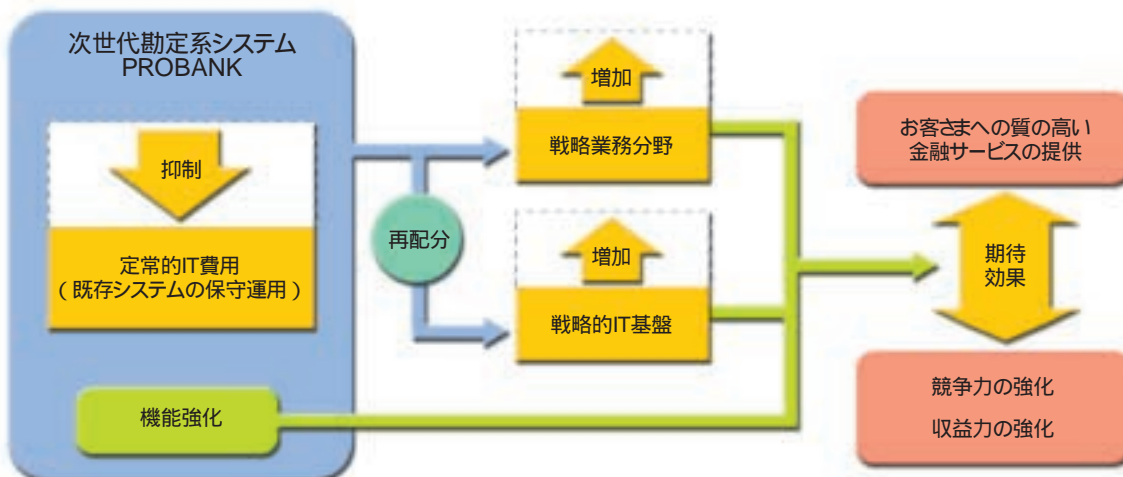 次世代勘定系システム
PROBANK
抑制
定常的IT費用
（既存システムの保守運用）
機能強化
再配分
増加
戦略業務分野
増加
戦略的IT基盤
お客さまへの質の高い
金融サービスの提供
期待
効果
競争力の強化
収益力の強化